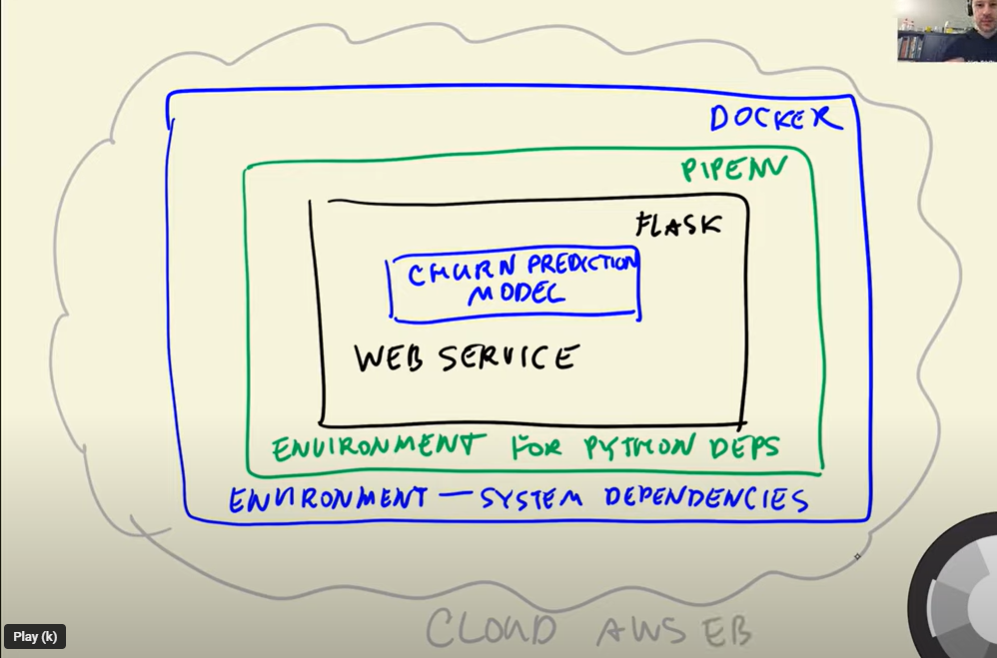 DOCKER
PIPENV
FLASK
CHURN PREDICTION
MODEL
WEB SERVICE
ENVIRONMENT FOR PYTHON DEPS
ENVIRONMENT — SYSTEM DEPENDENCIES
CLOUD AWS EB
Play (k)